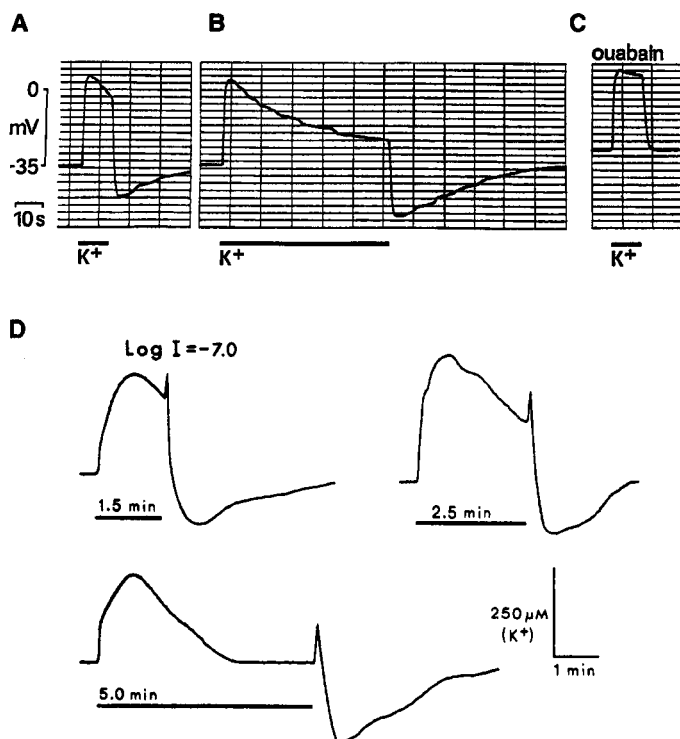 A
B
C
ouabain
0
mV
-35
10s
K+
K+
K+
D
Log I = -7.0
1.5 min
2.5 min
5.0 min
250 μM
(K+)
1 min